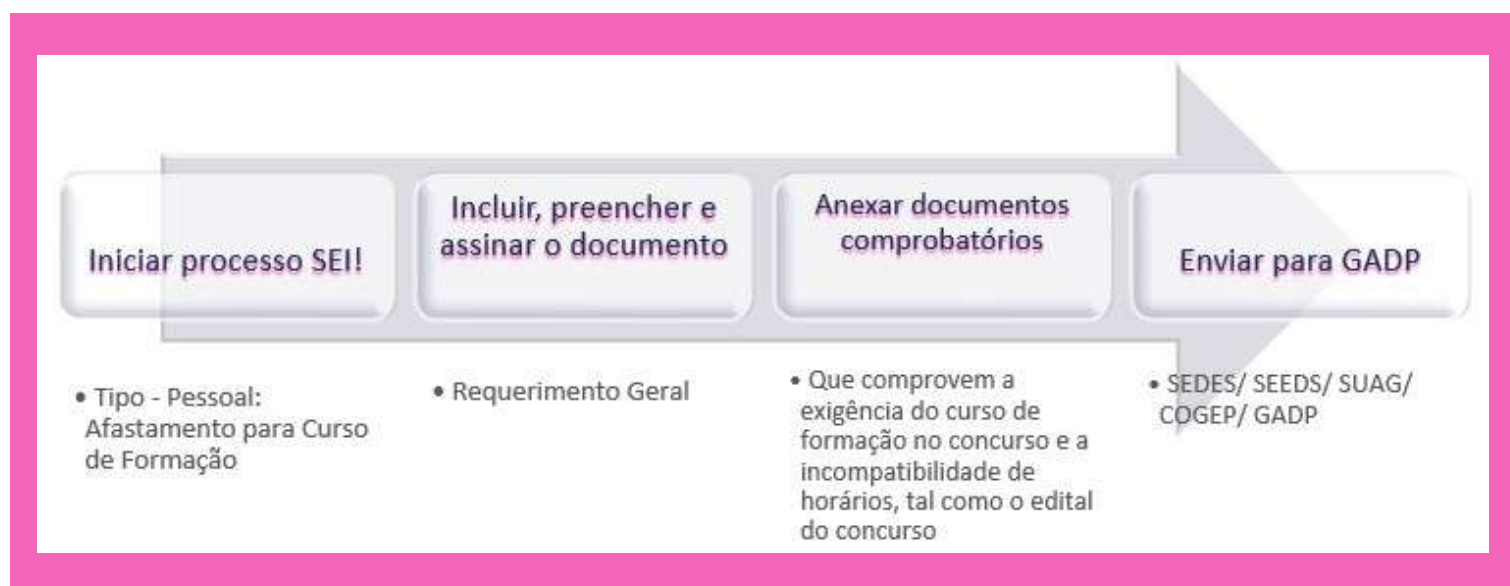 Iniciar processo SEI!
• Tipo - Pessoal:
Afastamento para Curso
de Formação
Incluir, preencher e
assinar o documento
• Requerimento Geral
Anexar documentos
comprobatórios
• Que comprovem a
exigência do curso de
formação no concurso e a
incompatibilidade de
horários, tal como o edital
do concurso
Enviar para GADP
• SEDES/ SEEDS/ SUAG/
COGEP/ GADP